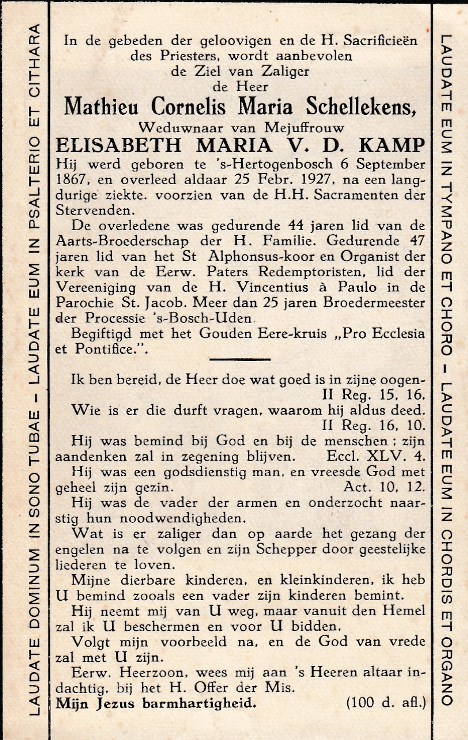 LAUDATE DOMINUM IN SONO TUBAE – LAUDATE EUM IN PSALTERIO ET CITHARA
In de gebeden der geloovigen en de H. Sacrificieën
des Priesters, wordt aanbevolen
de Ziel van Zaliger
de Heer
Mathieu Cornelis Maria Schellekens,
Weduwnaar van Mejuffrouw
ELISABETH MARIA V. D. KAMP
Hij werd geboren te 's-Hertogenbosch 6 September
1867, en overleed aldaar 25 Febr. 1927, na een lang-
durige ziekte. voorzien van de H.H. Sacramenten der
Stervenden.
De overledene was gedurende 44 jaren lid van de
Aarts-Broederschap der H. Familie. Gedurende 47
jaren lid van het St Alphonsus-koor en Organist der
kerk van de Eerw. Paters Redemptoristen, lid der
Vereeniging van de H. Vincentius à Paulo in de
Parochie St. Jacob. Meer dan 25 jaren Broedermeester
der Processie 's-Bosch-Uden.
Begiftigd met het Gouden Eere-kruis „Pro Ecclesia
et Pontifice.".
Ik ben bereid, de Heer doe wat goed is in zijne oogen-
II Reg. 15, 16.
Wie is er die durft vragen, waarom hij aldus deed.
II Reg. 16, 10.
Hij was bemind bij God en bij de menschen : zijn
aandenken zal in zegening blijven. Eccl. XLV. 4.
Hij was een godsdienstig man, en vreesde God met
geheel zijn gezin. Act. 10, 12.
Hij was de vader der armen en onderzocht naar-
stig hun noodwendigheden.
Wat is er zaliger dan op aarde het gezang der
engelen na te volgen en zijn Schepper door geestelijke
liederen te loven.
Mijne dierbare kinderen, en kleinkinderen, ik heb
U bemind zooals een vader zijn kinderen bemint.
Hij neemt mij van U weg, maar vanuit den Hemel
zal ik U beschermen en voor U bidden.
Volgt mijn voorbeeld na, en de God van vrede
zal met U zijn.
Eerw. Heerzoon, wees mij aan 's Heeren altaar in-
dachtig, bij het H. Offer der Mis.
Mijn Jezus barmhartigheid. (100 d. afl.)
LAUDATE EUM IN TYMPANO ET CHORO – LAUDATE EUM IN CHORDIS ET ORGANO